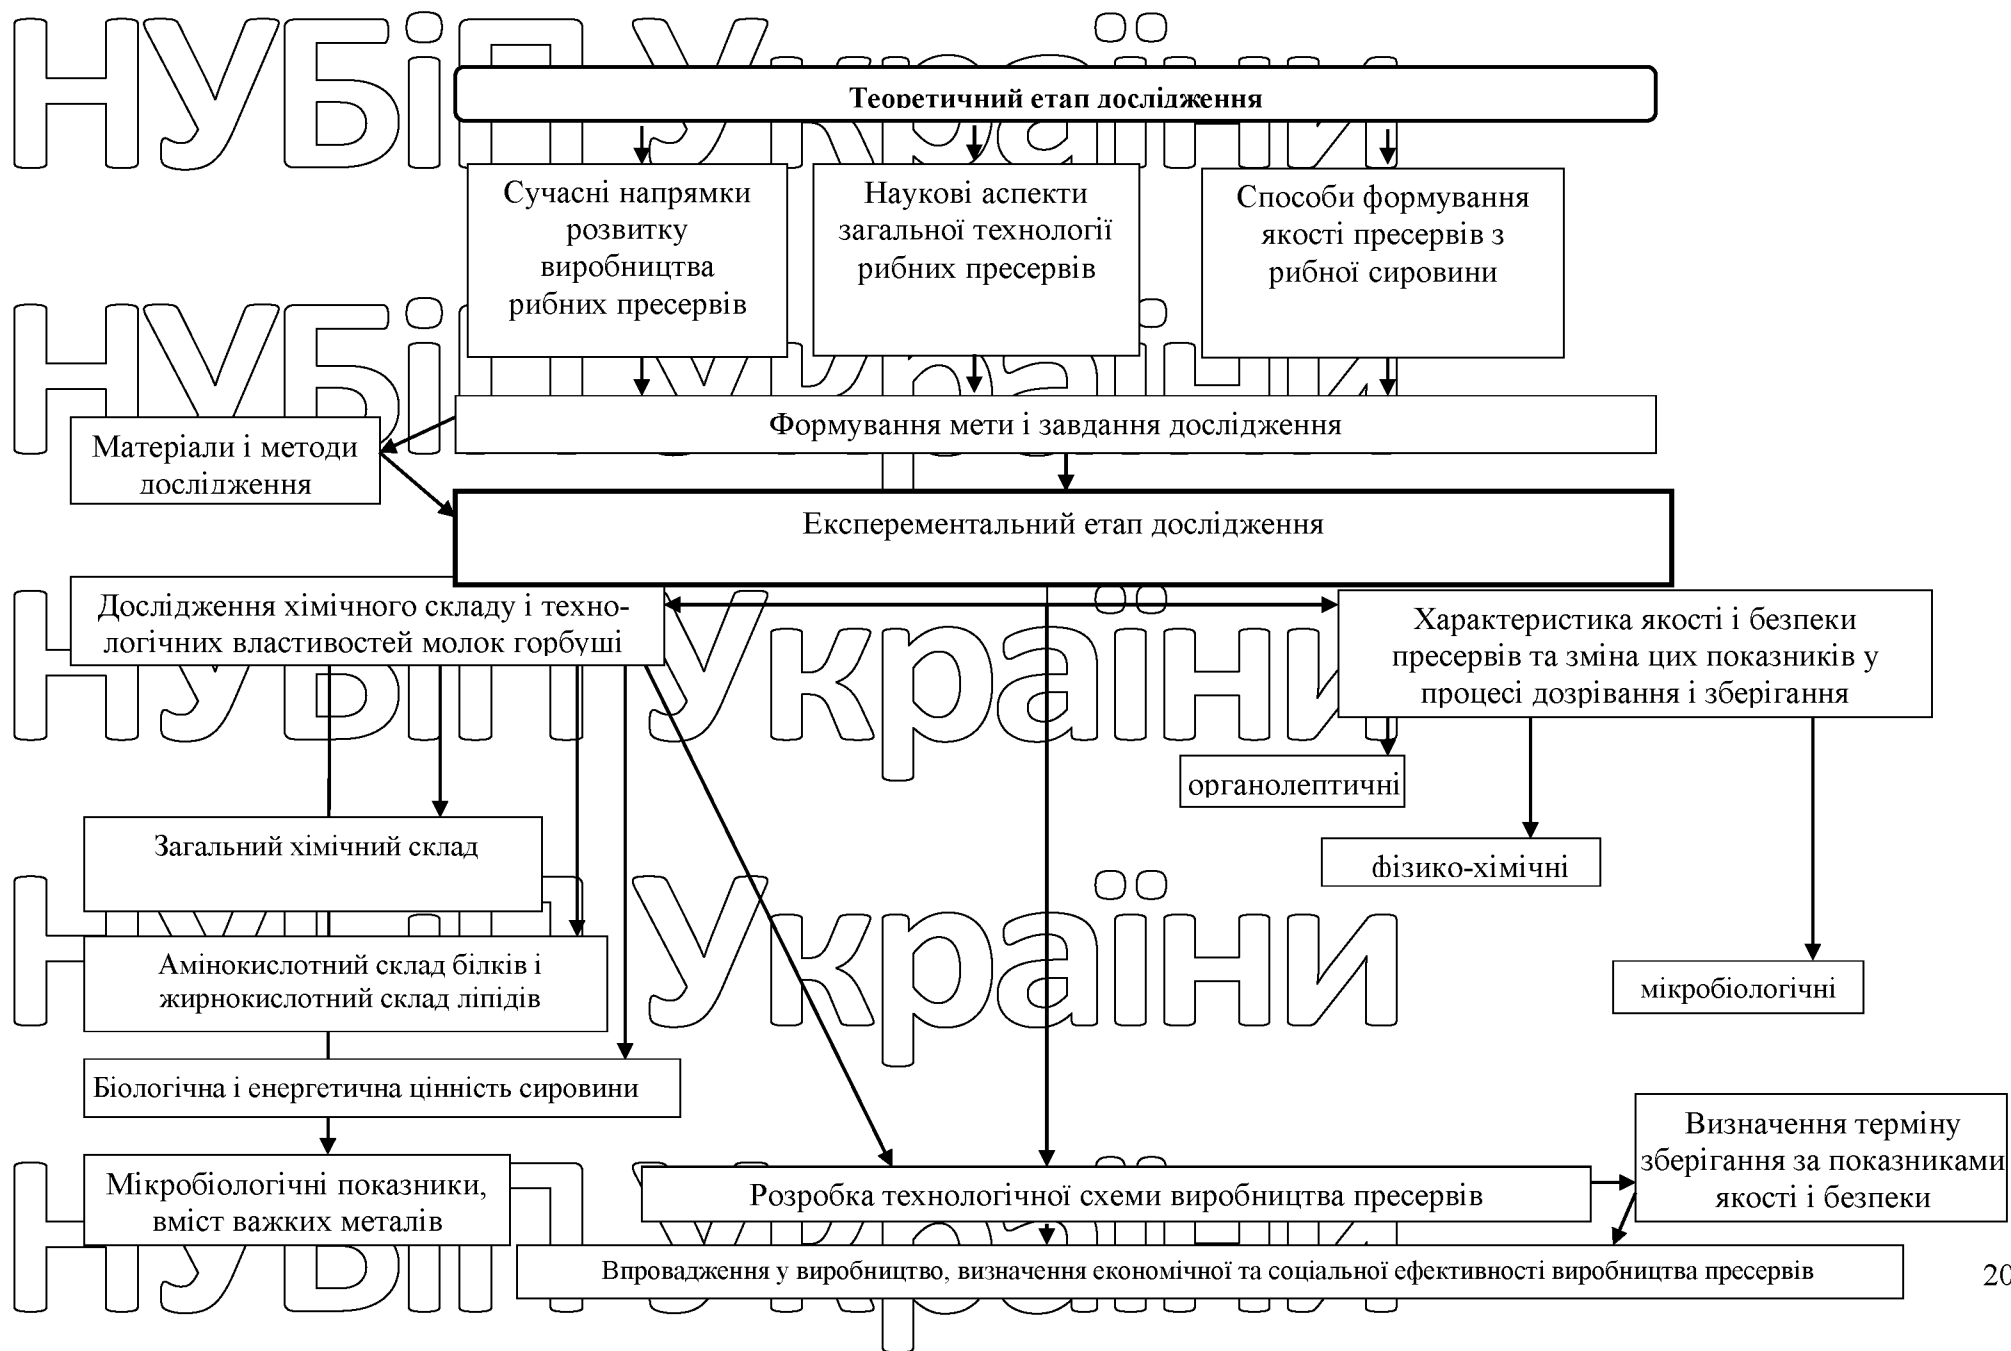 НУБіП України
Теоретичний етап дослідження
Сучасні напрямки
розвитку
виробництва
рибних пресервів
Наукові аспекти
загальної технології
рибних пресервів
Способи формування
якості пресервів з
рибної сировини
НУБіП України
Формування мети і завдання дослідження
Матеріали і методи
дослідження
Експерементальний етап дослідження
НУБіП України
Дослідження хімічного складу і техно-
логічних властивостей молок горбуші
Характеристика якості і безпеки
пресервів та зміна цих показників у
процесі дозрівання і зберігання
органолептичні
Загальний хімічний склад
фізико-хімічні
НУБіП України
Амінокислотний склад білків і
жирнокислотний склад ліпідів
мікробіологічні
Біологічна і енергетична цінність сировини
Визначення терміну
зберігання за показниками
якості і безпеки
НУБіП України
Мікробіологічні показники,
вміст важких металів
Розробка технологічної схеми виробництва пресервів
Впровадження у виробництво, визначення економічної та соціальної ефективності виробництва пресервів
20